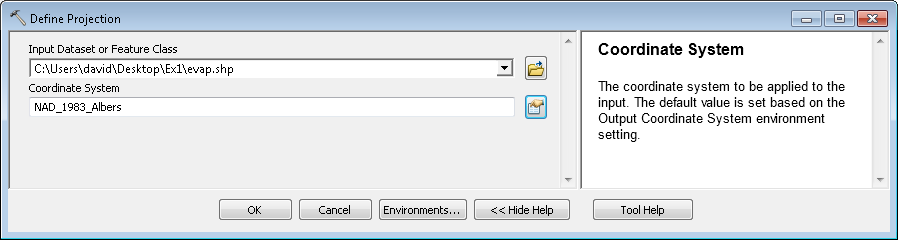 Define Projection
Input Dataset or Feature Class
C:\Users\david\Desktop\Ex1\evap.shp
Coordinate System
NAD_1983_Albers
Coordinate System
The coordinate system to be applied to the
input. The default value is set based on the
Output Coordinate System environment
setting.
OK
Cancel
Environments...
<< Hide Help
Tool Help